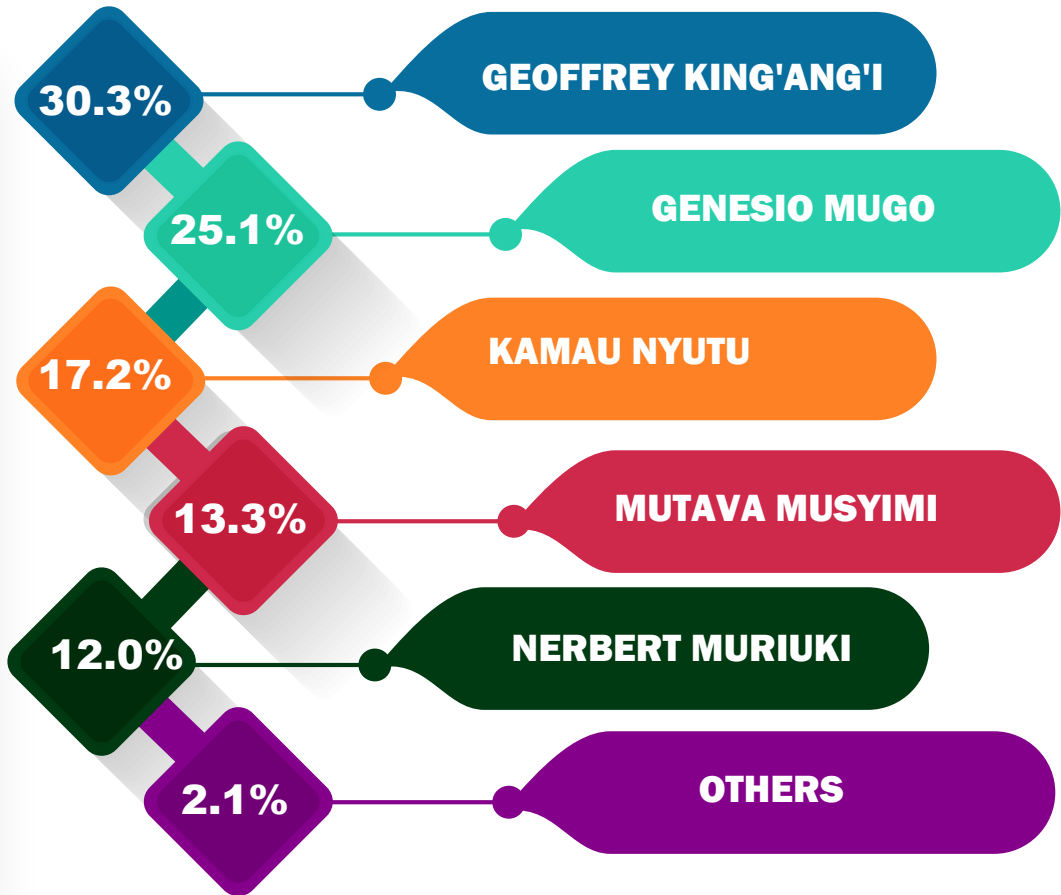 30.3%
GEOFFREY KING'ANG'I
25.1%
GENESIO MUGO
17.2%
KAMAU NYUTU
13.3%
MUTAVA MUSYIMI
12.0%
NERBERT MURIUKI
2.1%
OTHERS